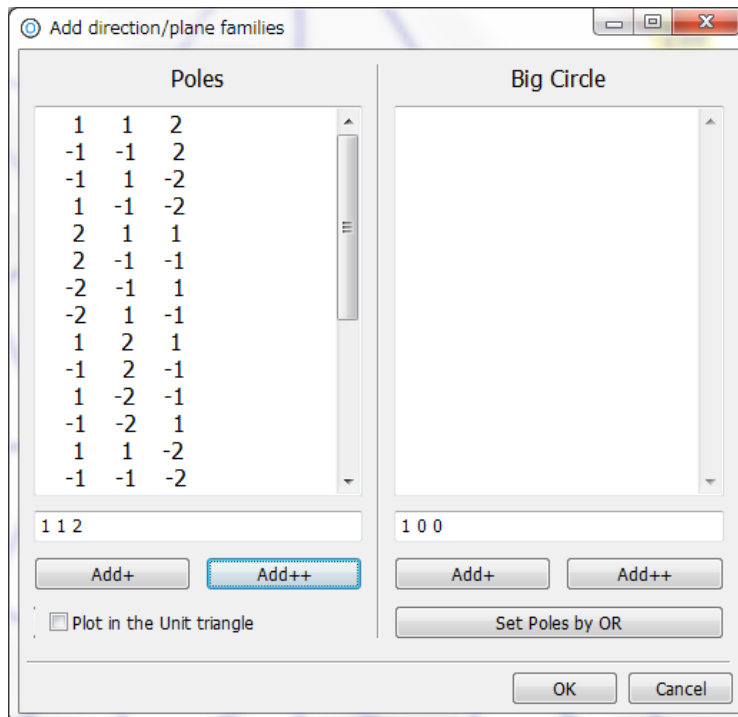 Add direction/plane families
Poles
1 1 2
-1 -1 2
-1 1 -2
1 -1 -2
2 1 1
2 -1 -1
-2 -1 1
-2 1 -1
1 2 1
-1 2 -1
1 -2 -1
-1 -2 1
1 1 -2
-1 -1 -2
1 1 2
Add+ Add++
Plot in the Unit triangle
Big Circle
1 0 0
Add+ Add++
Set Poles by OR
OK Cancel